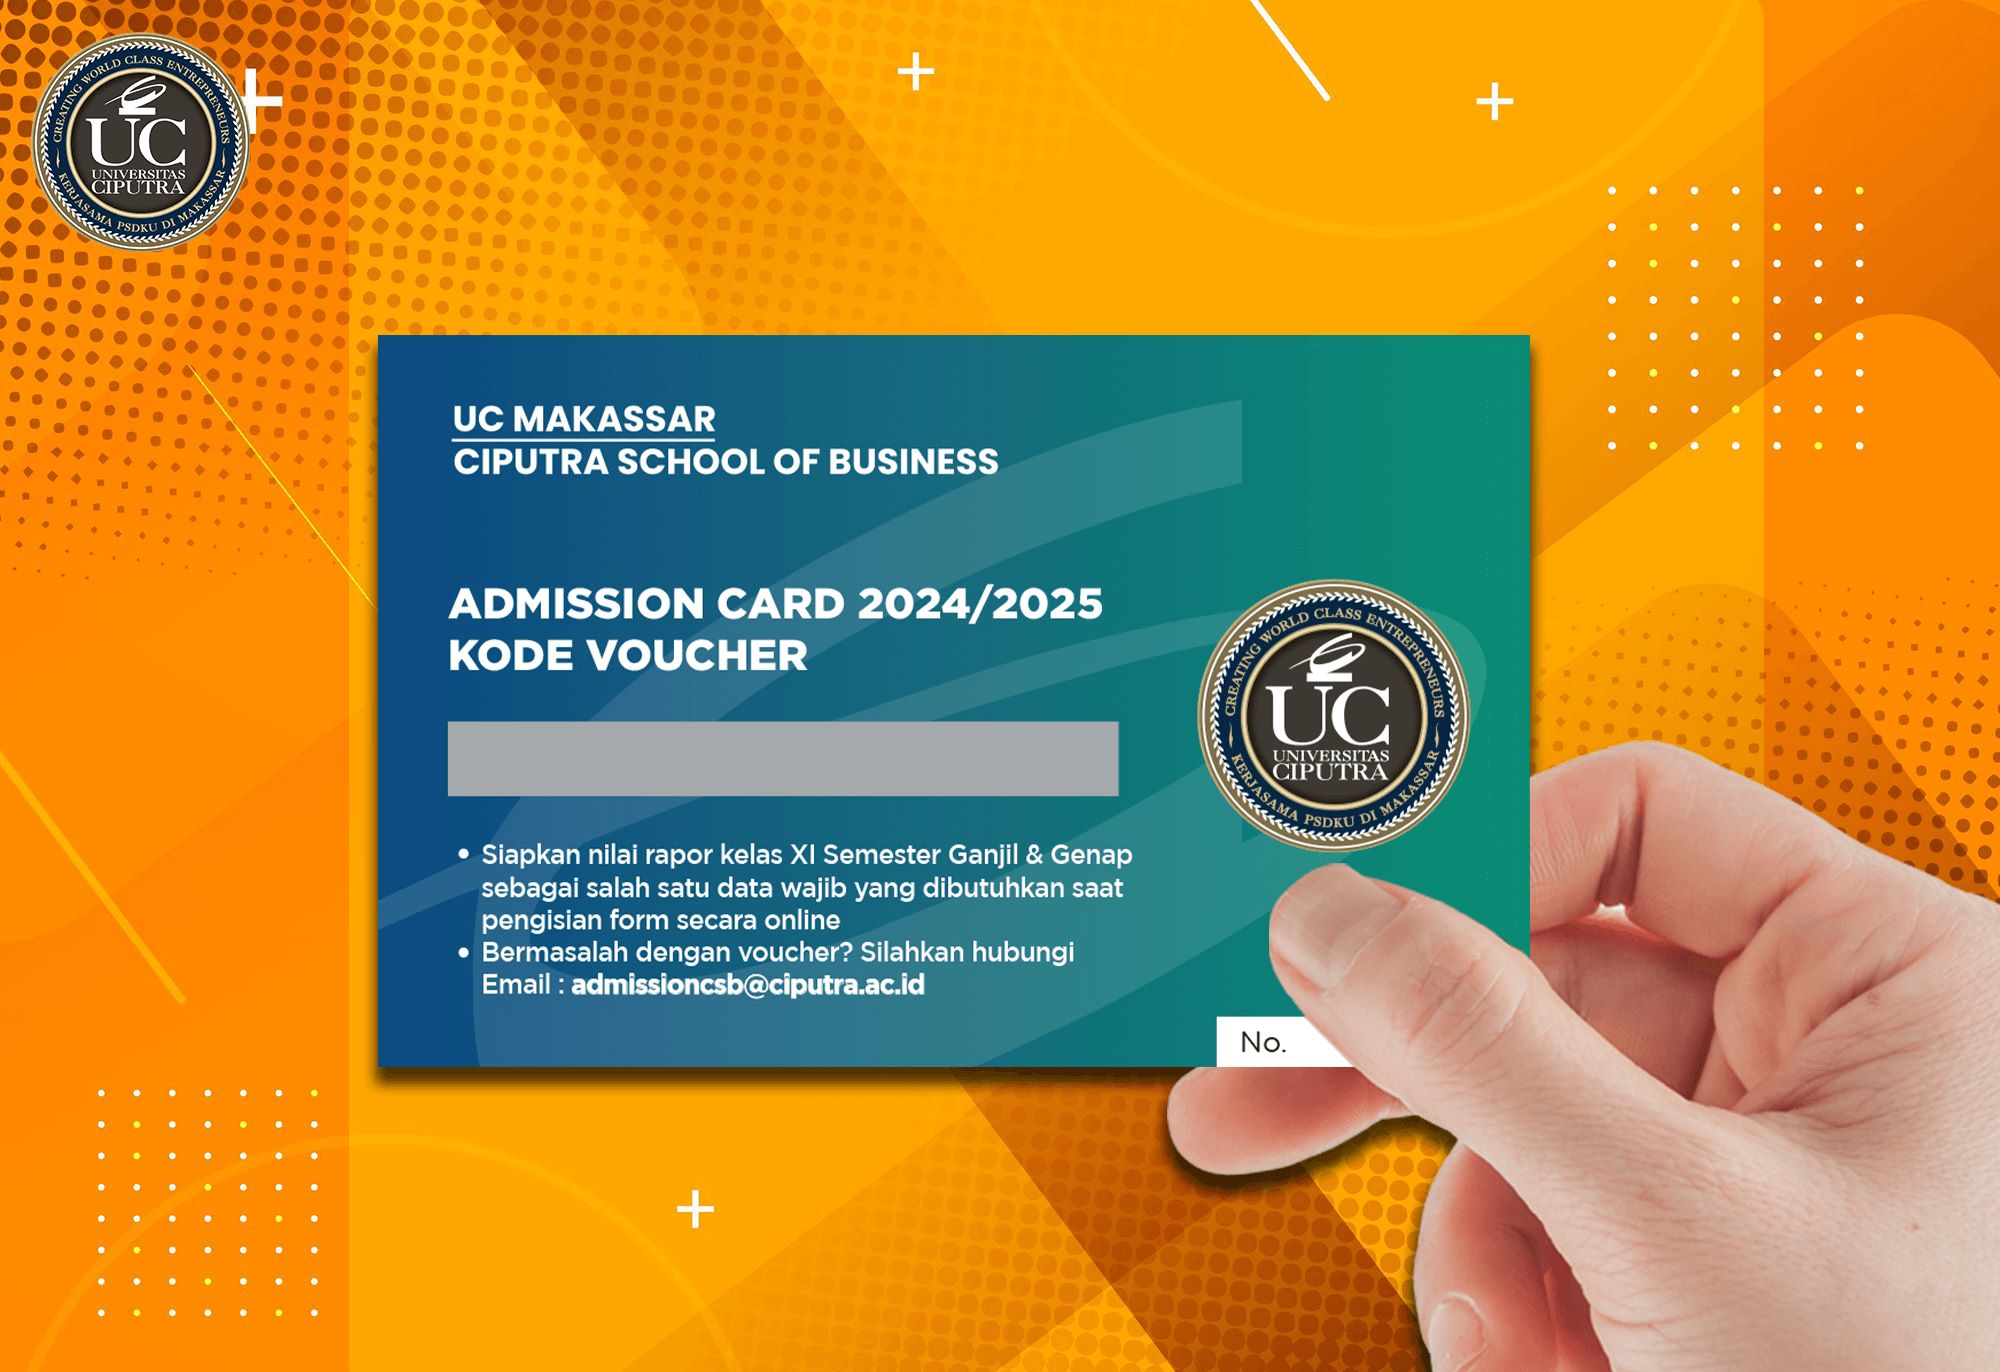 CREATING WORLD CLASS ENTREPRENEURS
UC
UNIVERSITAS
CIPUTRA
KERJASAMA PSDKU DI MAKASSAR
UC MAKASSAR
CIPUTRA SCHOOL OF BUSINESS
ADMISSION CARD 2024/2025
KODE VOUCHER
CREATING WORLD CLASS ENTREPRENEURS
UC
UNIVERSITAS
CIPUTRA
KERJASAMA PSDKU DI MAKASSAR
• Siapkan nilai rapor kelas XI Semester Ganjil & Genap
sebagai salah satu data wajib yang dibutuhkan saat
pengisian form secara online
• Bermasalah dengan voucher? Silahkan hubungi
Email : admissioncsb@ciputra.ac.id
No.